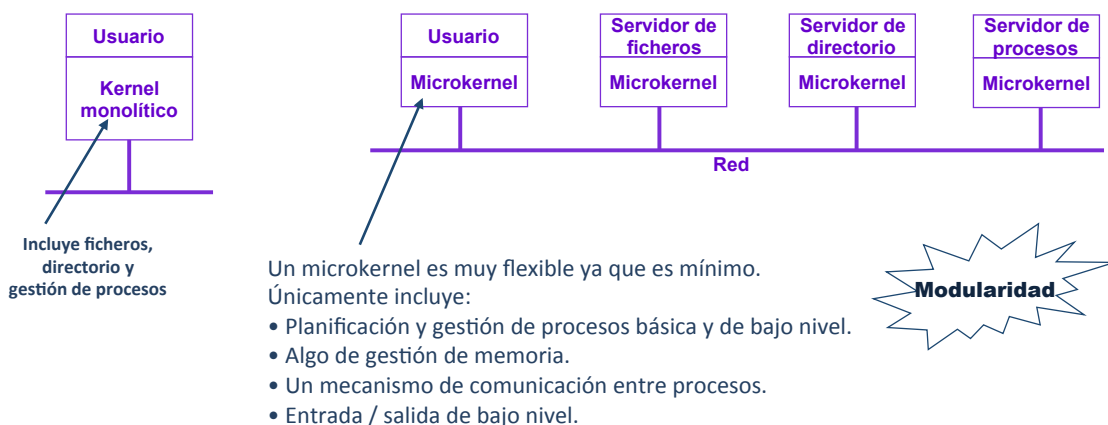 Usuario
Kernel
monolítico
Incluye ficheros,
directorio y
gestión de procesos
Usuario
Microkernel
Servidor de
ficheros
Microkernel
Servidor de
directorio
Microkernel
Servidor de
procesos
Microkernel
Red
Un microkernel es muy flexible ya que es mínimo.
Únicamente incluye:
• Planificación y gestión de procesos básica y de bajo nivel.
• Algo de gestión de memoria.
• Un mecanismo de comunicación entre procesos.
• Entrada / salida de bajo nivel.
Modularidad